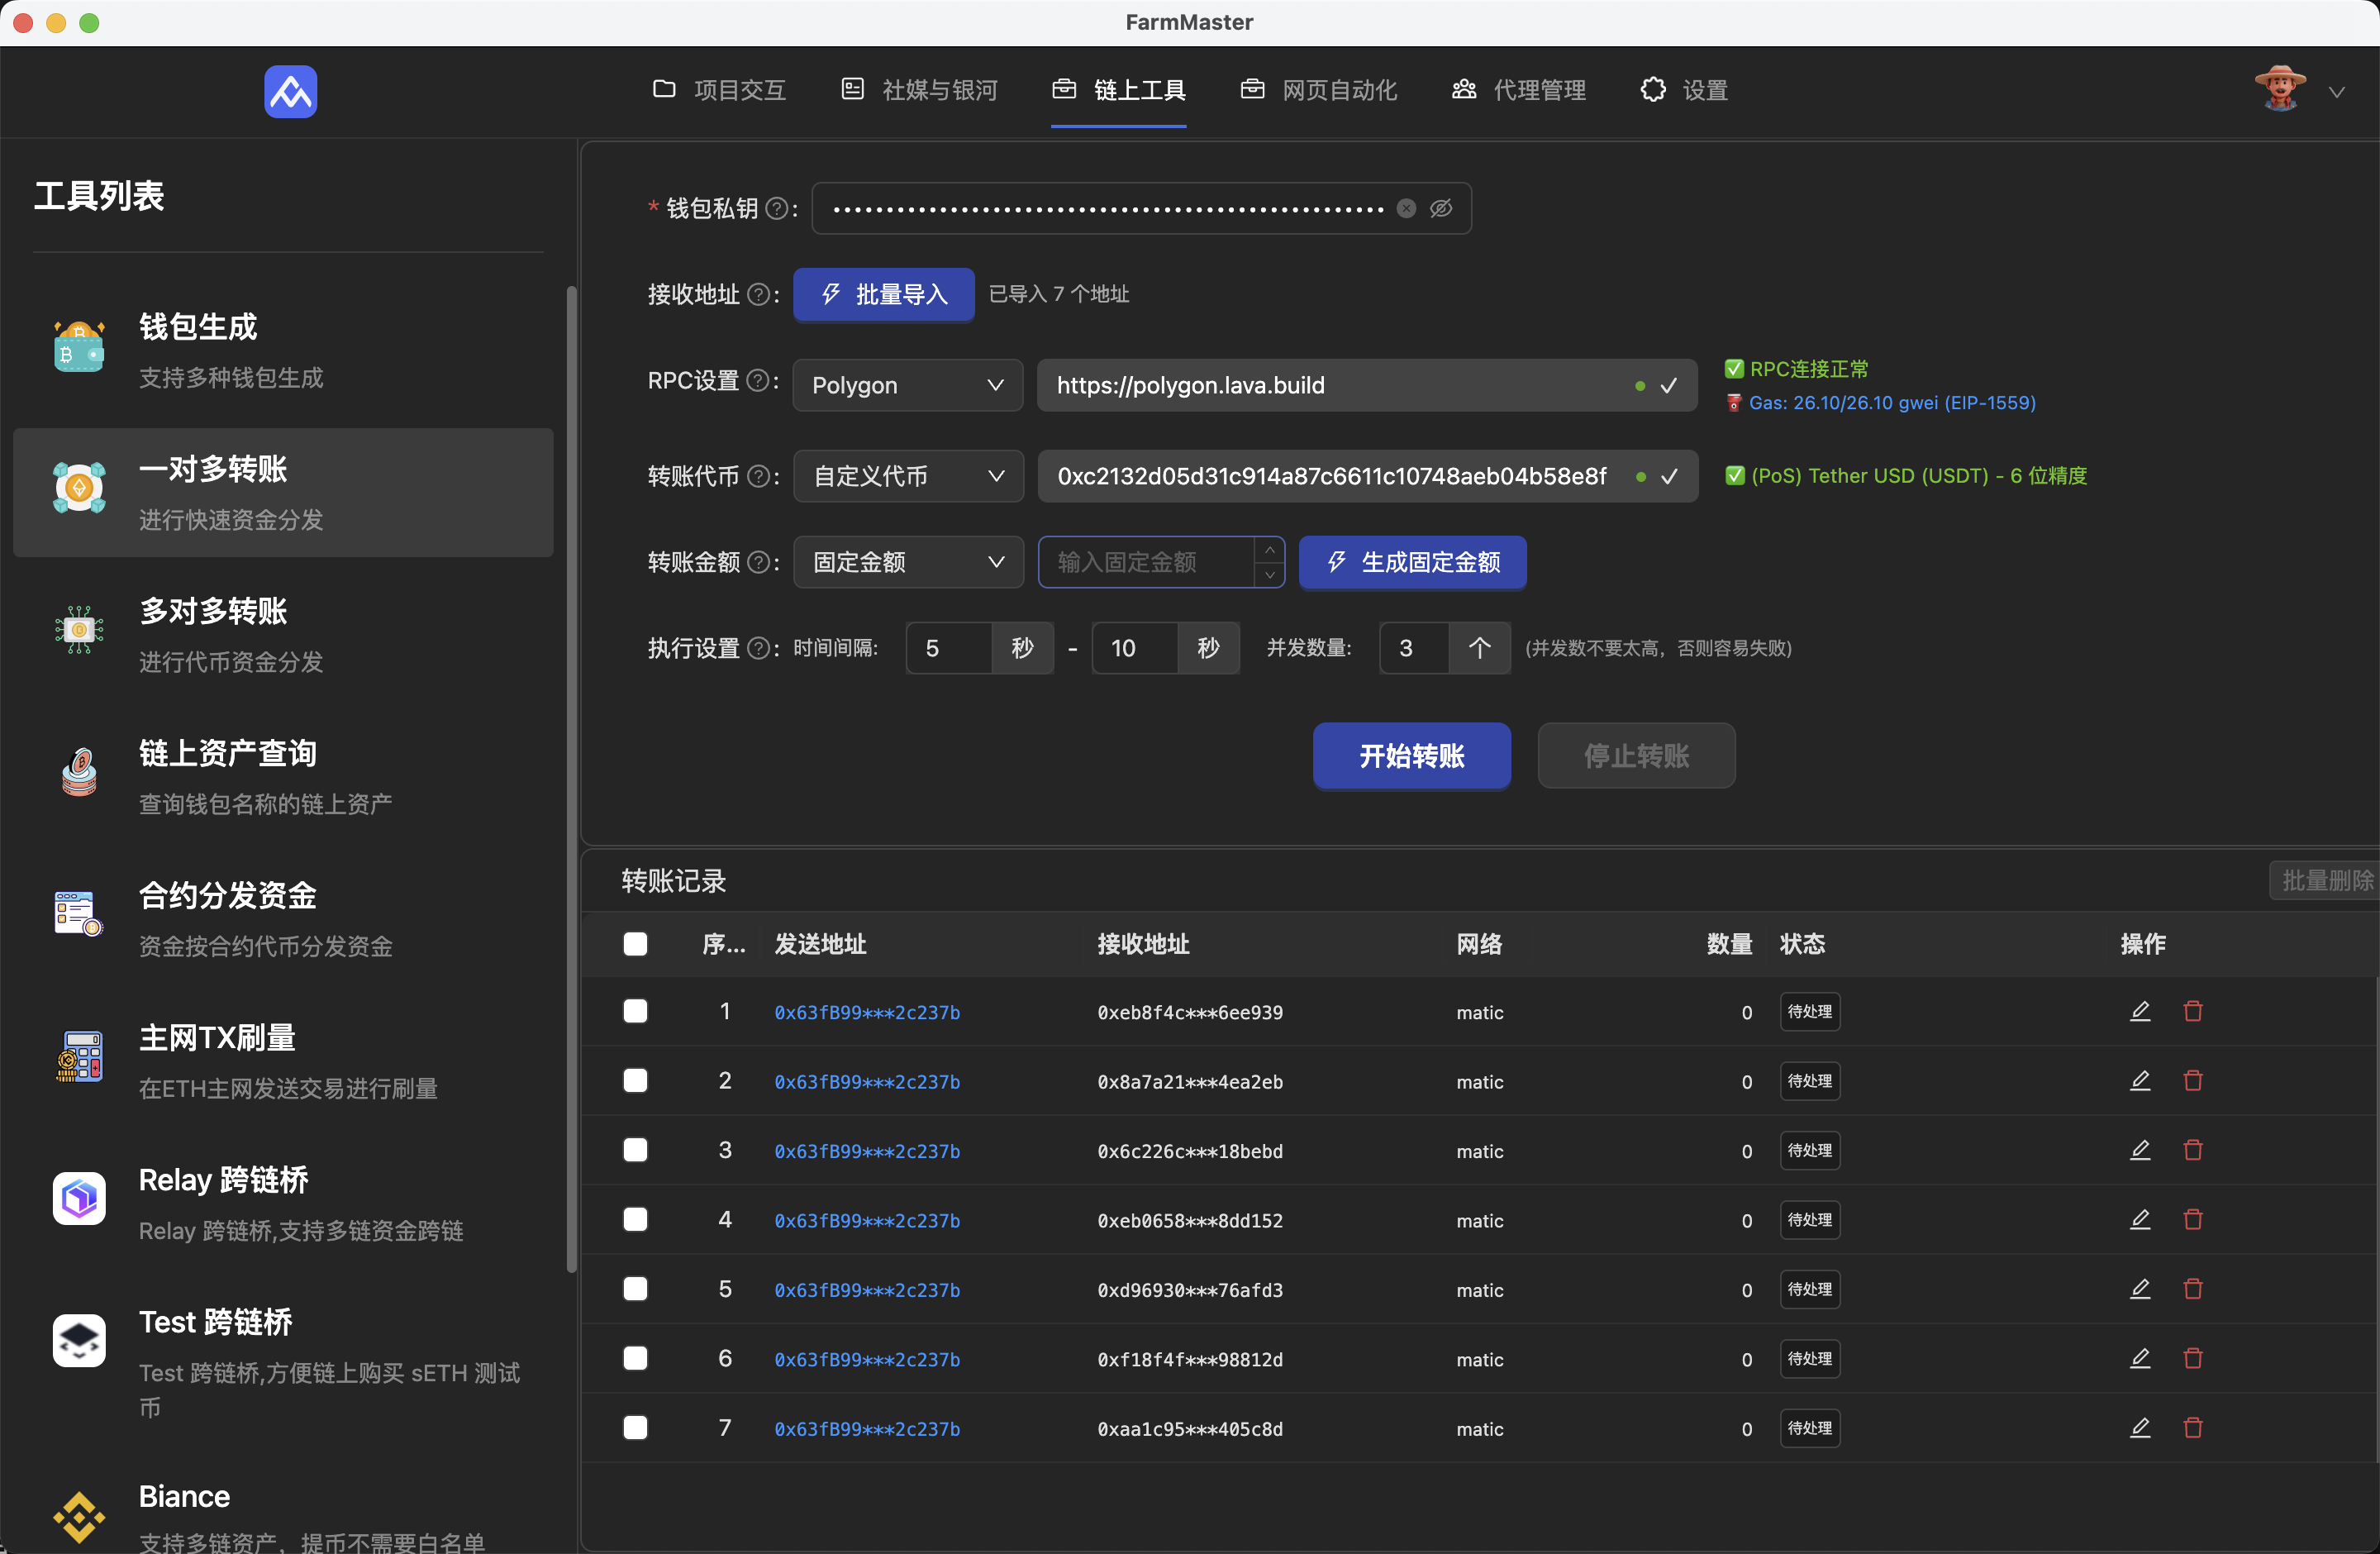 FarmMaster
项目交互
社媒与银河
链上工具
网页自动化
代理管理
设置
工具列表
钱包生成
支持多种钱包生成
一对多转账
进行快速资金分发
多对多转账
进行代币资金分发
链上资产查询
查询钱包名称的链上资产
合约分发资金
资金按合约代币分发资金
主网TX刷量
在ETH主网发送交易进行刷量
Relay 跨链桥
Relay 跨链桥,支持多链资金跨链
Test 跨链桥
Test 跨链桥,方便链上购买 sETH 测试
币
Biance
支持多链资产，提币不需要白名单
* 钱包私钥 ? :
接收地址 ? : 批量导入 已导入 7 个地址
RPC设置 ? : Polygon https://polygon.lava.build
✅ RPC连接正常
Gas: 26.10/26.10 gwei (EIP-1559)
转账代币 ? : 自定义代币 0xc2132d05d31c914a87c6611c10748aeb04b58e8f ✅ (PoS) Tether USD (USDT) - 6 位精度
转账金额 ? : 固定金额 输入固定金额 生成固定金额
执行设置 ? : 时间间隔: 5 秒 - 10 秒 并发数量: 3 个 (并发数不要太高，否则容易失败)
开始转账 停止转账
转账记录 批量删除
序... 发送地址 接收地址 网络 数量 状态 操作
1 0x63fB99***2c237b 0xeb8f4c***6ee939 matic 0 待处理
2 0x63fB99***2c237b 0x8a7a21***4ea2eb matic 0 待处理
3 0x63fB99***2c237b 0x6c226c***18bebd matic 0 待处理
4 0x63fB99***2c237b 0xeb0658***8dd152 matic 0 待处理
5 0x63fB99***2c237b 0xd96930***76afd3 matic 0 待处理
6 0x63fB99***2c237b 0xf18f4f***98812d matic 0 待处理
7 0x63fB99***2c237b 0xaa1c95***405c8d matic 0 待处理